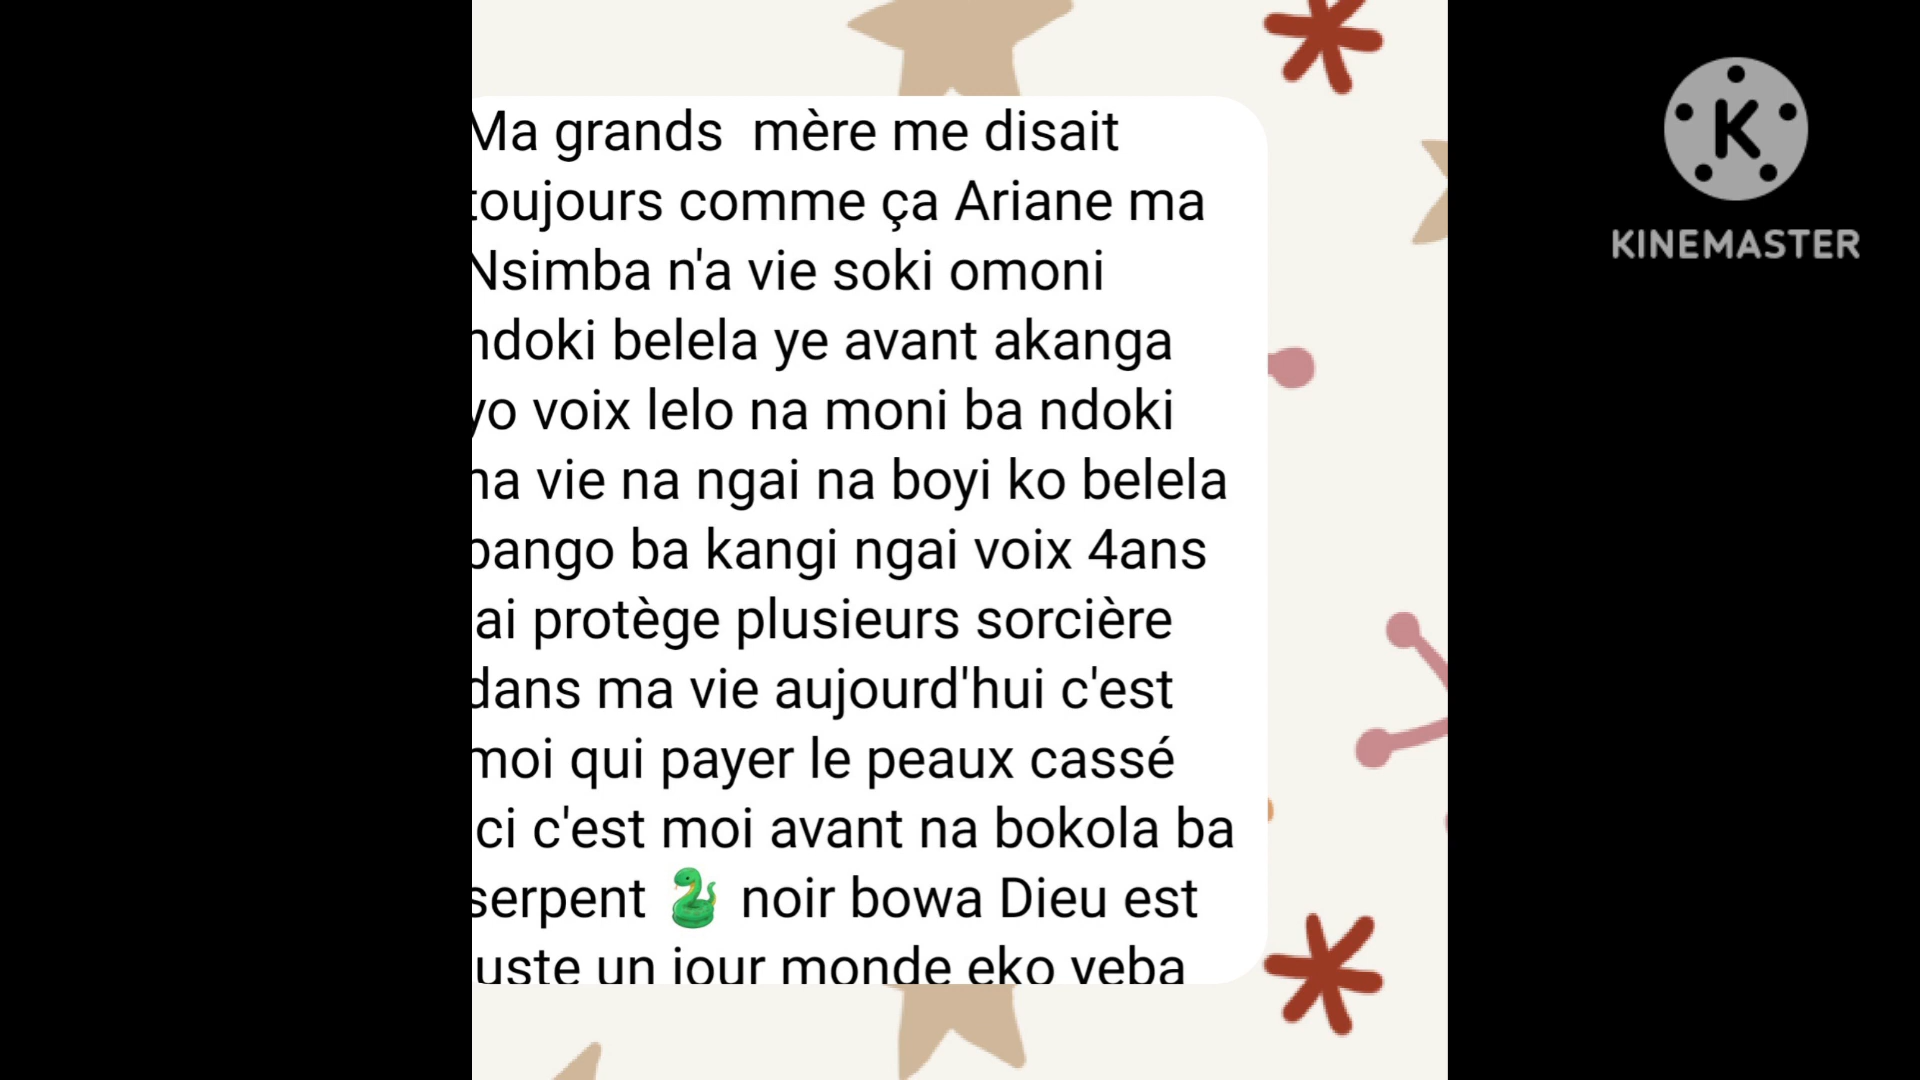 Ma grands  mère me disait
toujours comme ça Ariane ma
Nsimba n'a vie soki omoni
ndoki belela ye avant akanga
yo voix lelo na moni ba ndoki
na vie na ngai na boyi ko belela
bango ba kangi ngai voix 4ans
ai protège plusieurs sorcière
dans ma vie aujourd'hui c'est
moi qui payer le peaux cassé
ci c'est moi avant na bokola ba
serpent 🐍 noir bowa Dieu est
uste un jour monde eko yeba
K
KINEMASTER